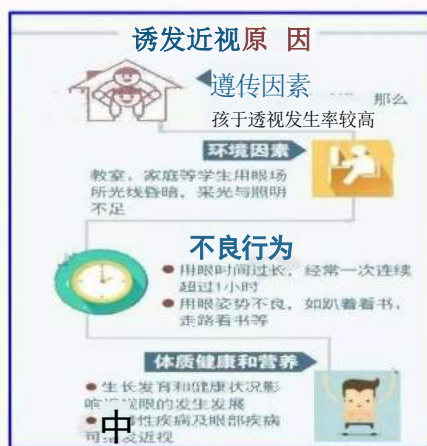 诱发近视原 因
遵传因素
那么
孩于透视发生率较高
环境因素
教室、家庭等学生用眼场
所光线昏暗，采光与照明
不足
不良行为
用眼时间过长，经常一次连续
超过1小时
用眼姿势不良，如趴着看书、
走路看书等
体质健康和营养
生长发育和健康状况影
响近视眼的发生发展
中
性疾病及眼部疾病
可 发近视